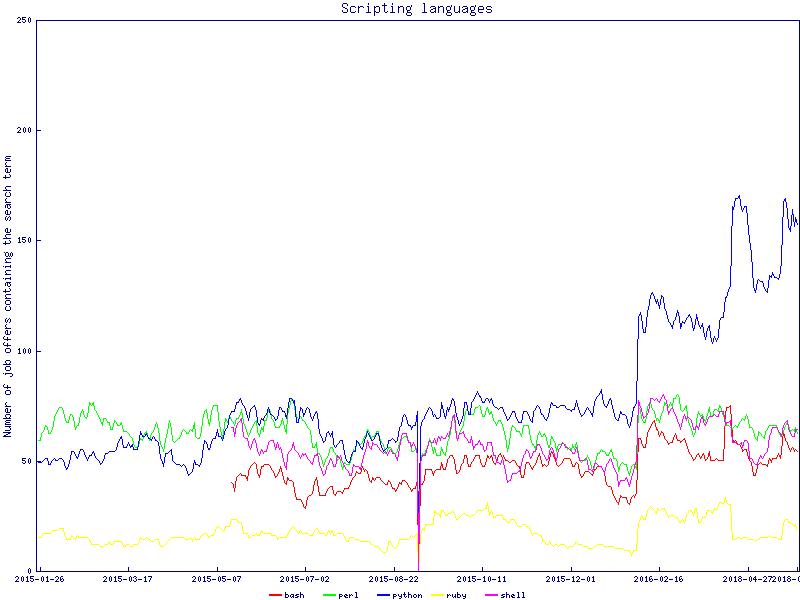 Scripting languages
Number of job offers containing the search term
250
200
150
100
50
0
2015-01-26 2015-03-17 2015-05-07 2015-07-02 2015-08-22 2015-10-11 2015-12-01 2016-02-16 2018-04-27 2018-0
bash perl python ruby shell